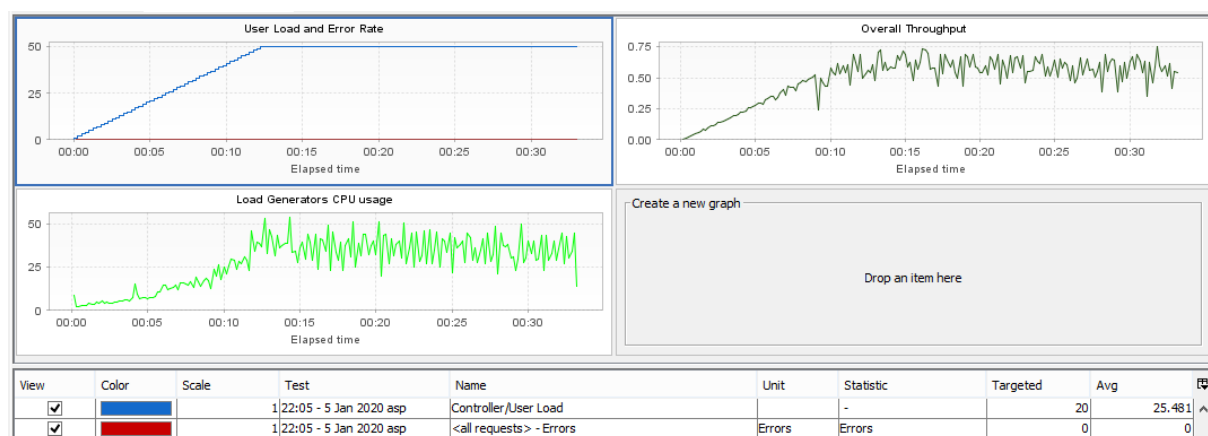 User Load and Error Rate
50
25
0
00:00 00:05 00:10 00:15 00:20 00:25 00:30
Elapsed time
Overall Throughput
0.75
0.50
0.25
0.00
00:00 00:05 00:10 00:15 00:20 00:25 00:30
Elapsed time
Load Generators CPU usage
50
25
0
00:00 00:05 00:10 00:15 00:20 00:25 00:30
Elapsed time
Create a new graph
Drop an item here
View Color Scale Test Name Unit Statistic Targeted Avg
1 22:05 - 5 Jan 2020 asp Controller/User Load - 20 25.481
1 22:05 - 5 Jan 2020 asp <all requests> - Errors Errors Errors 0 0